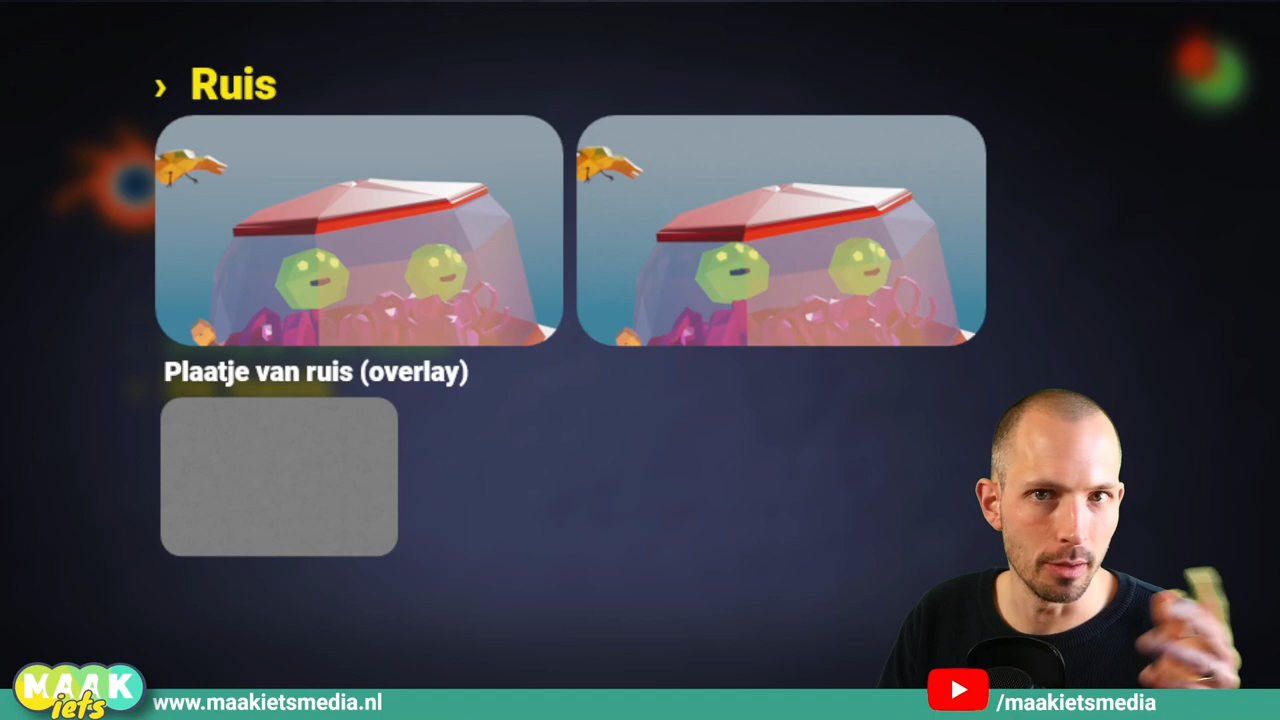 › Ruis
Plaatje van ruis (overlay)
MAAK
iets
www.maakietsmedia.nl
/maakietsmedia